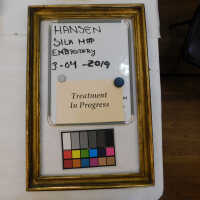 HANSEN
SILK MAP
EMBROIDERY
3-04-2019
Treatment
In Progress